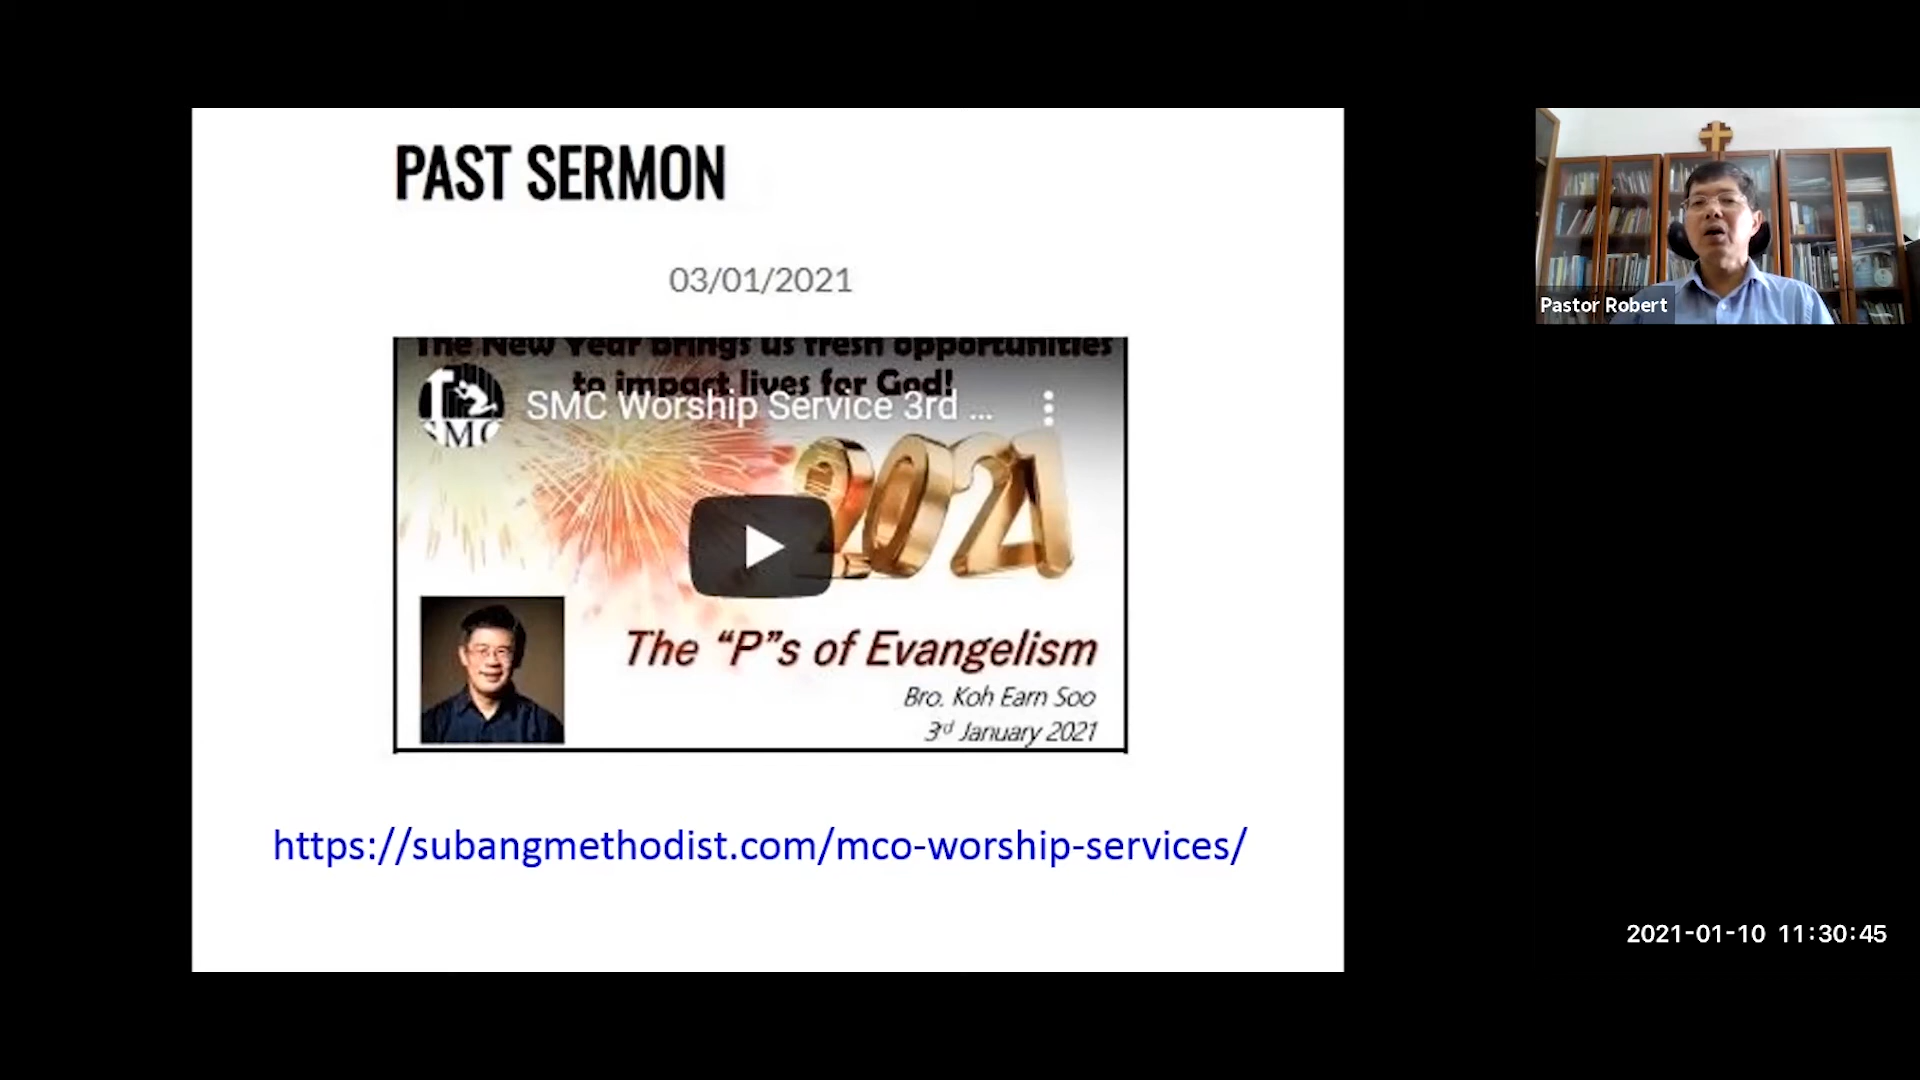 PAST SERMON
03/01/2021
The New Year brings us fresh opportunities
to impact lives for God!
SMC Worship Service 3rd ...
SMC
2021
The “P”s of Evangelism
Bro. Koh Earn Soo
3rd January 2021
https://subangmethodist.com/mco-worship-services/
Pastor Robert
2021-01-10 11:30:45